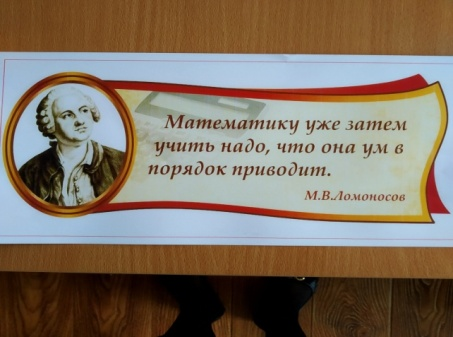 Математику уже затем
учить надо, что она ум в
порядок приводит.
М.В.Ломоносов